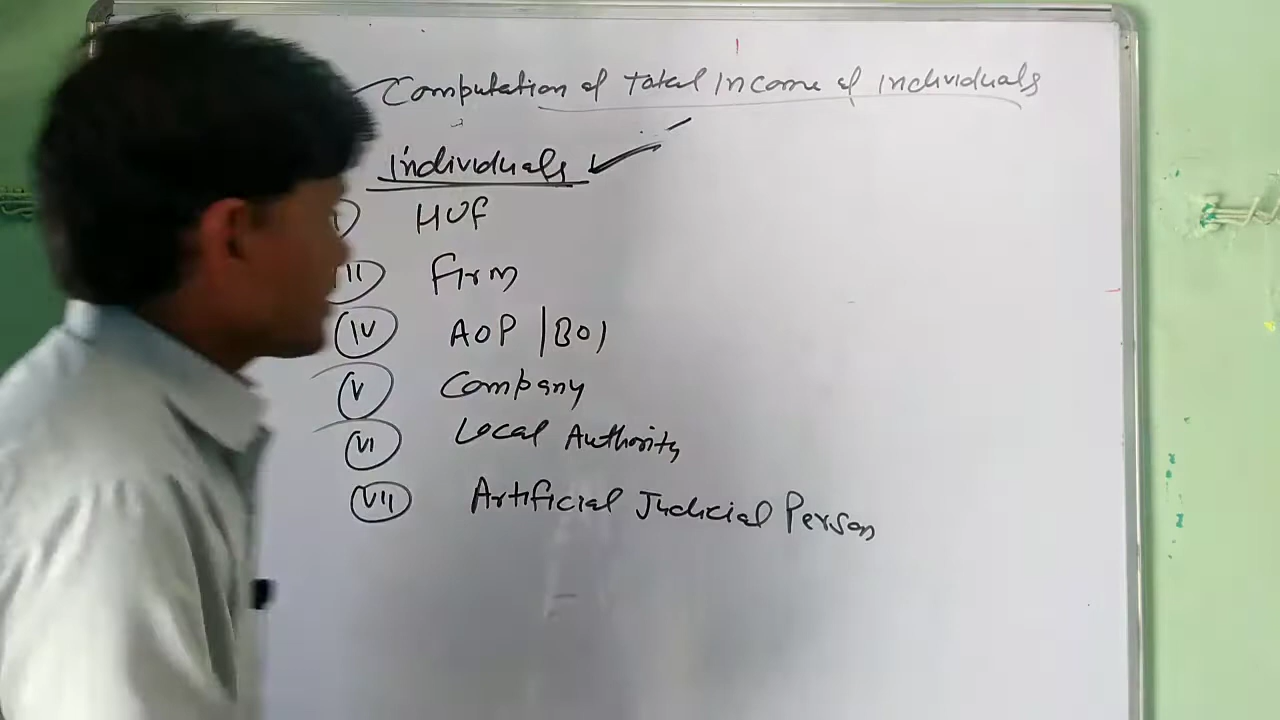 Computation of Total Income of Individuals
Individuals
HUF
III Firm
IV AOP | BOI
V Company
VI Local Authority
VII Artificial Judicial Person